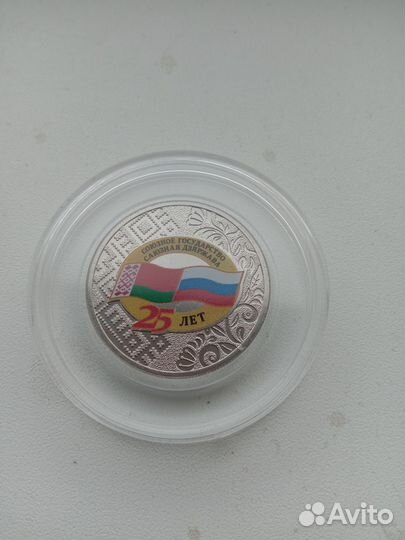 СОЮЗНОЕ ГОСУДАРСТВО
САЮЗНАЯ ДЗЯРЖАВА
25 ЛЕТ
Avito